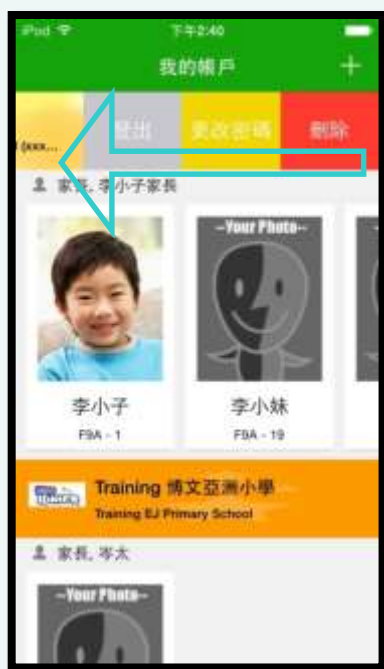 iPod 下午2:40
我的帳戶 +
(xxx... 登出 更改密碼 刪除
家長, 李小子家長
--Your Photo-- 
李小子 李小妹
F9A - 1 F9A - 19
Training 博文亞洲小學
Training EJ Primary School
家長, 岑太
--Your Photo--